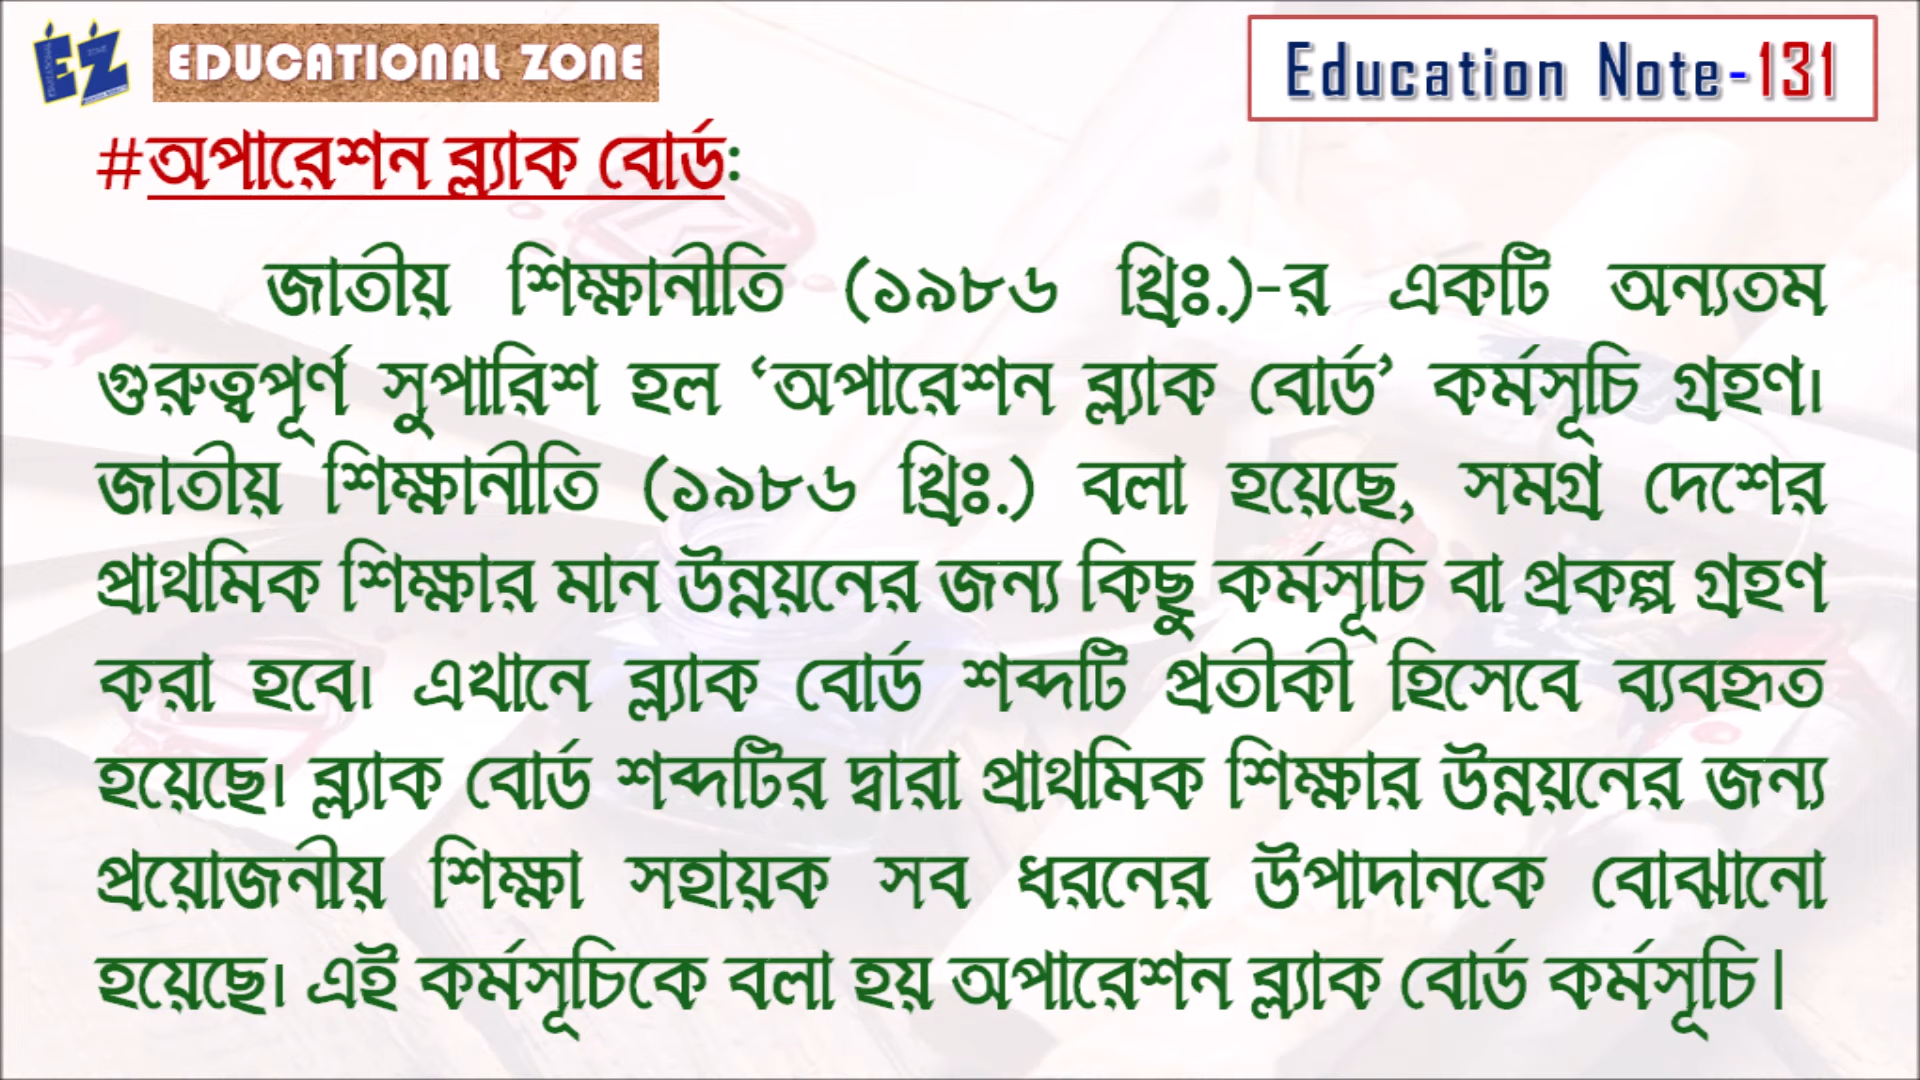 EZ
EDUCATIONAL ZONE
Education Note-131
#অপারেশন ব্ল্যাক বোর্ড:
জাতীয় শিক্ষানীতি (১৯৮৬ খ্রিঃ.)-র একটি অন্যতম
গুরুত্বপূর্ণ সুপারিশ হল ‘অপারেশন ব্ল্যাক বোর্ড’ কর্মসূচি গ্রহণ।
জাতীয় শিক্ষানীতি (১৯৮৬ খ্রিঃ.) বলা হয়েছে, সমগ্র দেশের
প্রাথমিক শিক্ষার মান উন্নয়নের জন্য কিছু কর্মসূচি বা প্রকল্প গ্রহণ
করা হবে। এখানে ব্ল্যাক বোর্ড শব্দটি প্রতীকী হিসেবে ব্যবহৃত
হয়েছে। ব্ল্যাক বোর্ড শব্দটির দ্বারা প্রাথমিক শিক্ষার উন্নয়নের জন্য
প্রয়োজনীয় শিক্ষা সহায়ক সব ধরনের উপাদানকে বোঝানো
হয়েছে। এই কর্মসূচিকে বলা হয় অপারেশন ব্ল্যাক বোর্ড কর্মসূচি|